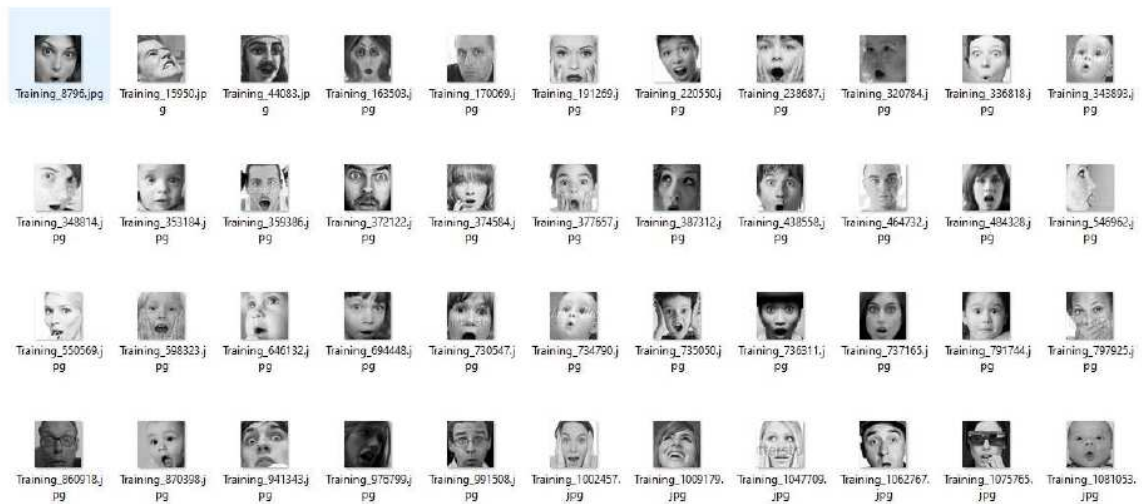 Training_8796.jpg
Training_15950.jp
g
Training_44083.jp
g
Training_163503.j
pg
Training_170069.j
pg
Training_191269.j
pg
Training_220550.j
pg
Training_238687.j
pg
Training_320784.j
pg
Training_336818.j
pg
Training_343893.j
pg
Training_348814.j
pg
Training_353184.j
pg
Training_359386.j
pg
Training_372122.j
pg
Training_374584.j
pg
Training_377657.j
pg
Training_387312.j
pg
Training_438558.j
pg
Training_464732.j
pg
Training_484328.j
pg
Training_546962.j
pg
Training_550569.j
pg
Training_598323.j
pg
Training_646132.j
pg
Training_694448.j
pg
Training_730547.j
pg
Training_734790.j
pg
Training_735050.j
pg
Training_736311.j
pg
Training_737165.j
pg
Training_791744.j
pg
Training_797925.j
pg
Training_860918.j
pg
Training_870398.j
pg
Training_941343.j
pg
Training_976799.j
pg
Training_991508.j
pg
Training_1002457.
jpg
Training_1009179.
jpg
Training_1047709.
jpg
Training_1062767.
jpg
Training_1075765.
jpg
Training_1081053.
jpg